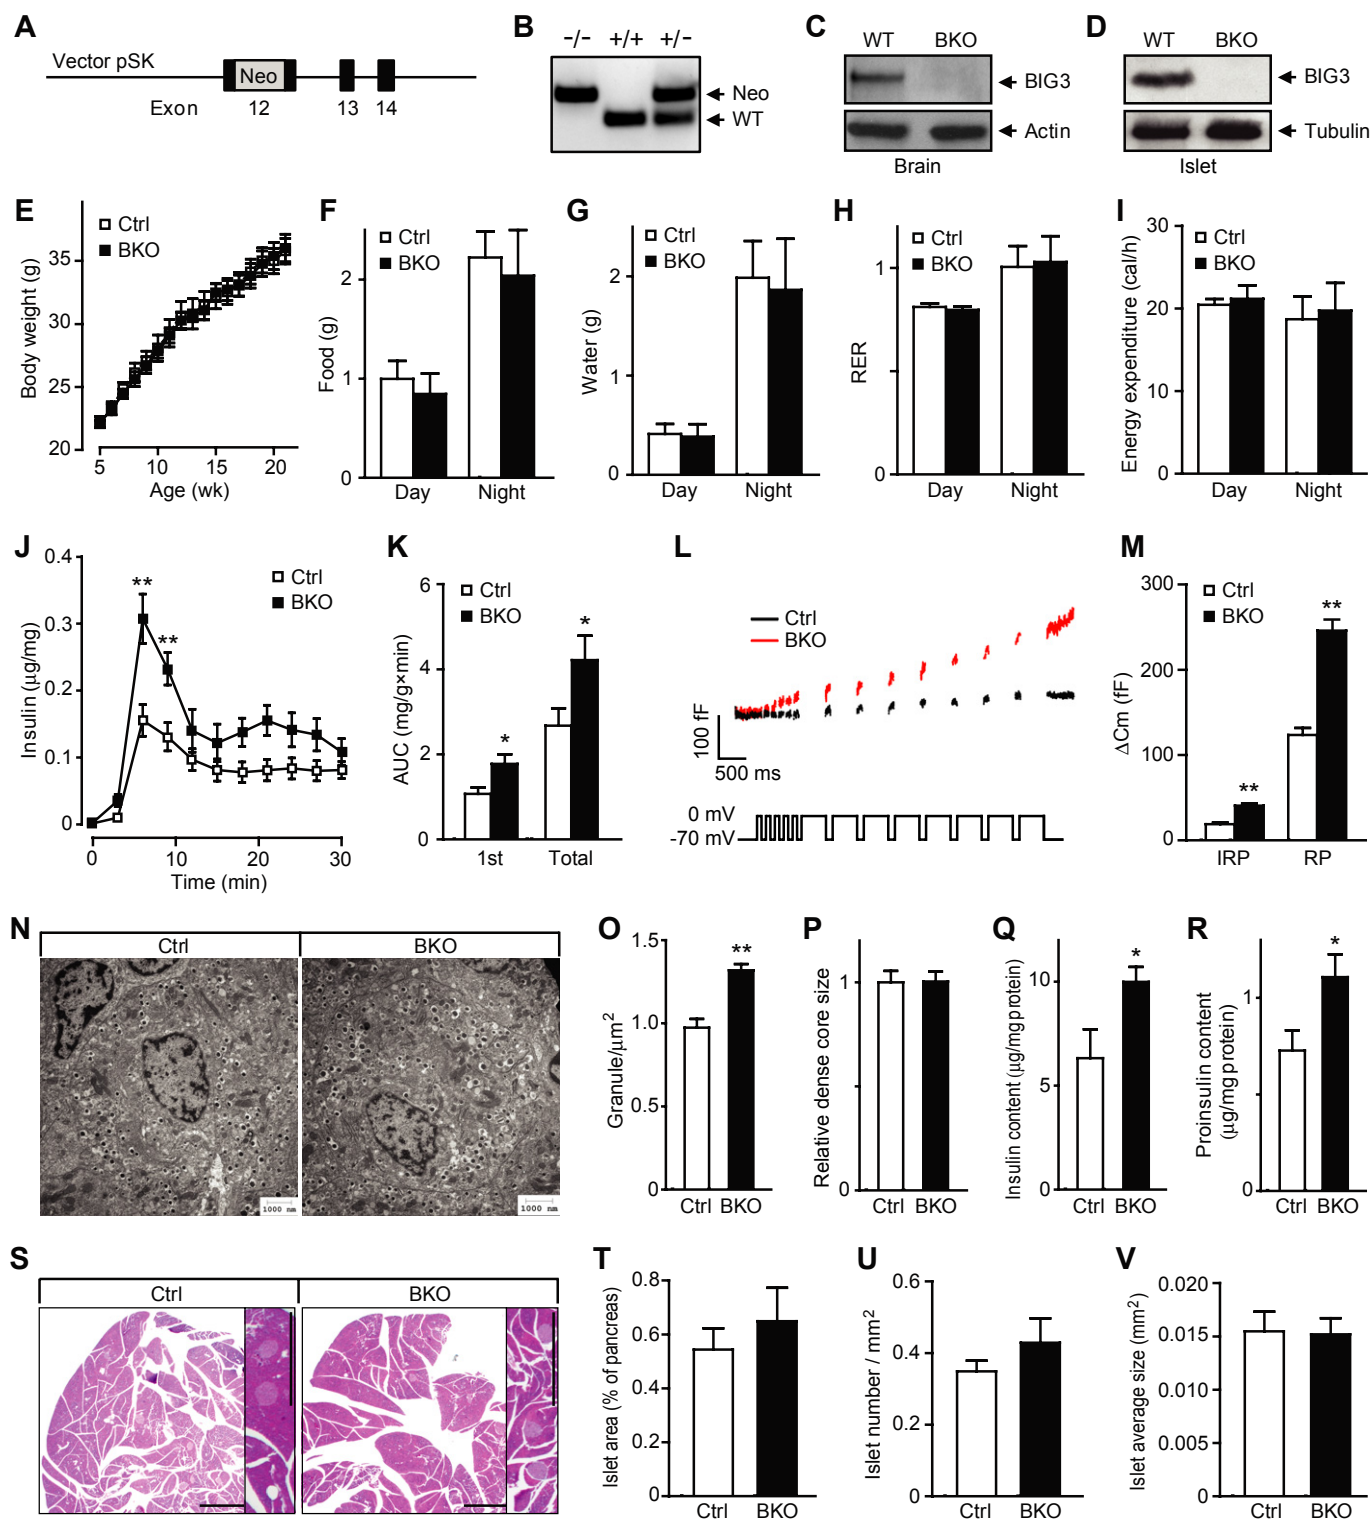 A
Vector pSK
Neo
Exon 12 13 14
B
-/- +/+ +/-
Neo
WT
C
WT BKO
BIG3
Actin
Brain
D
WT BKO
BIG3
Tubulin
Islet
E
Ctrl
BKO
Body weight (g)
35
30
25
20
5 10 15 20
Age (wk)
F
Ctrl
BKO
Food (g)
2
1
0
Day Night
G
Ctrl
BKO
Water (g)
2
1
0
Day Night
H
Ctrl
BKO
RER
1
0
Day Night
I
Ctrl
BKO
Energy expenditure (cal/h)
30
20
10
0
Day Night
J
Ctrl
BKO
**
**
Insulin (μg/mg)
0.4
0.3
0.2
0.1
0
0 10 20 30
Time (min)
K
Ctrl
BKO
*
*
AUC (mg/g×min)
6
4
2
0
1st Total
L
Ctrl
BKO
100 fF
500 ms
0 mV
-70 mV
M
Ctrl
BKO
**
**
ΔCm (fF)
300
200
100
0
IRP RP
N
Ctrl BKO
1000 nm
1000 nm
O
**
Granule/μm²
1.5
1.0
0.5
0
Ctrl BKO
P
Relative dense core size
1
0
Ctrl BKO
Q
*
Insulin content (μg/mgprotein)
10
5
0
Ctrl BKO
R
*
Proinsulin content
(μg/mgprotein)
1
0
Ctrl BKO
S
Ctrl BKO
T
Islet area (% of pancreas)
0.8
0.6
0.4
0.2
0
Ctrl BKO
U
Islet number / mm²
0.6
0.4
0.2
0
Ctrl BKO
V
Islet average size (mm²)
0.020
0.015
0.010
0.005
0
Ctrl BKO